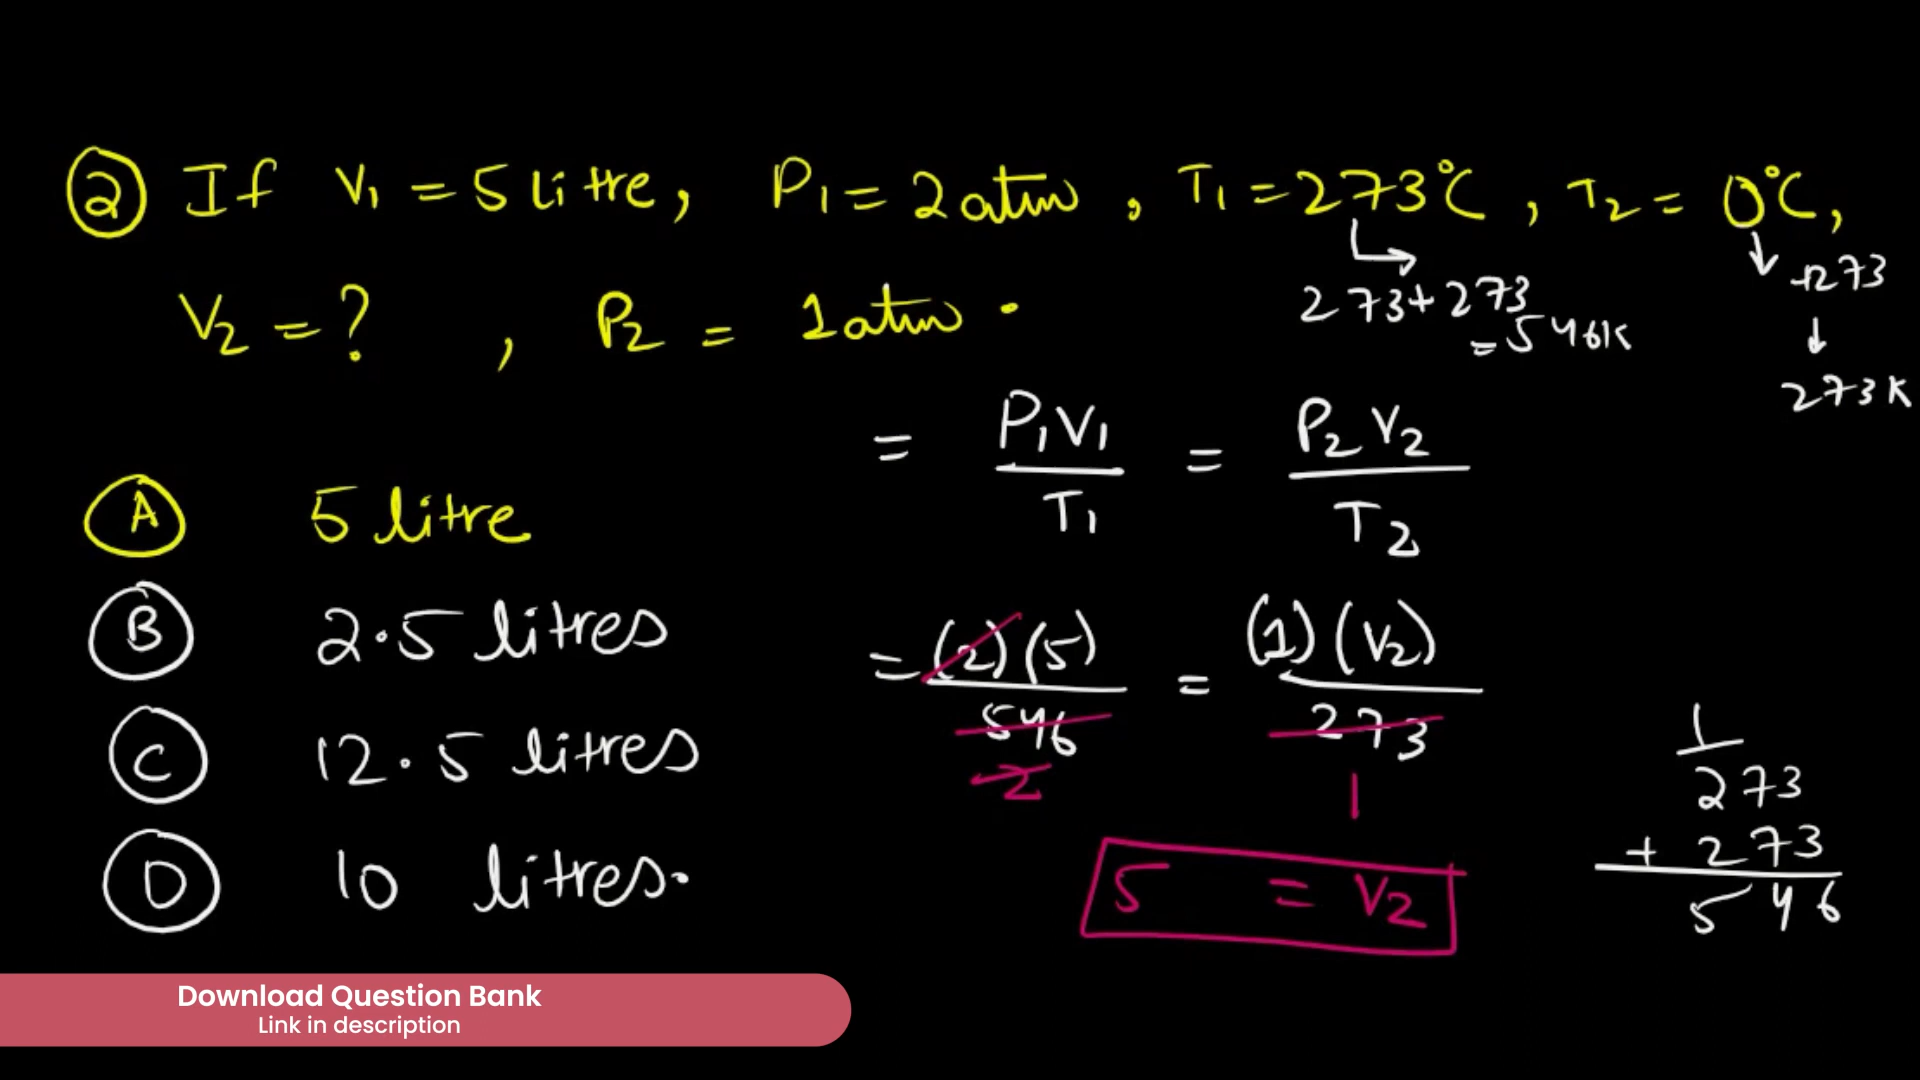 ② If V₁ = 5 litre, P₁ = 2 atm, T₁ = 273°C, T₂ = 0°C,
V₂ = ?, P₂ = 1 atm.
273 + 273
= 546K
+273
↓
273K
= P₁V₁/T₁ = P₂V₂/T₂
A 5 litre
B 2.5 litres
C 12.5 litres
D 10 litres.
= (2)(5)/546 = (1)(V₂)/273
2 1
5 = V₂
1
273
+ 273
546
Download Question Bank
Link in description